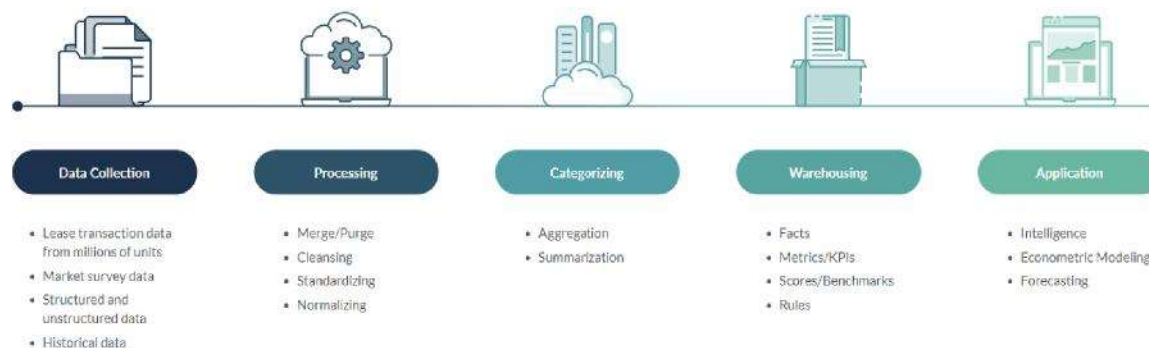 Data Collection
Processing
Categorizing
Warehousing
Application
• Lease transaction data
from millions of units
• Market survey data
• Structured and
unstructured data
• Historical data
• Merge/Purge
• Cleansing
• Standardizing
• Normalizing
• Aggregation
• Summarization
• Facts
• Metrics/KPIs
• Scores/Benchmarks
• Rules
• Intelligence
• Econometric Modeling
• Forecasting